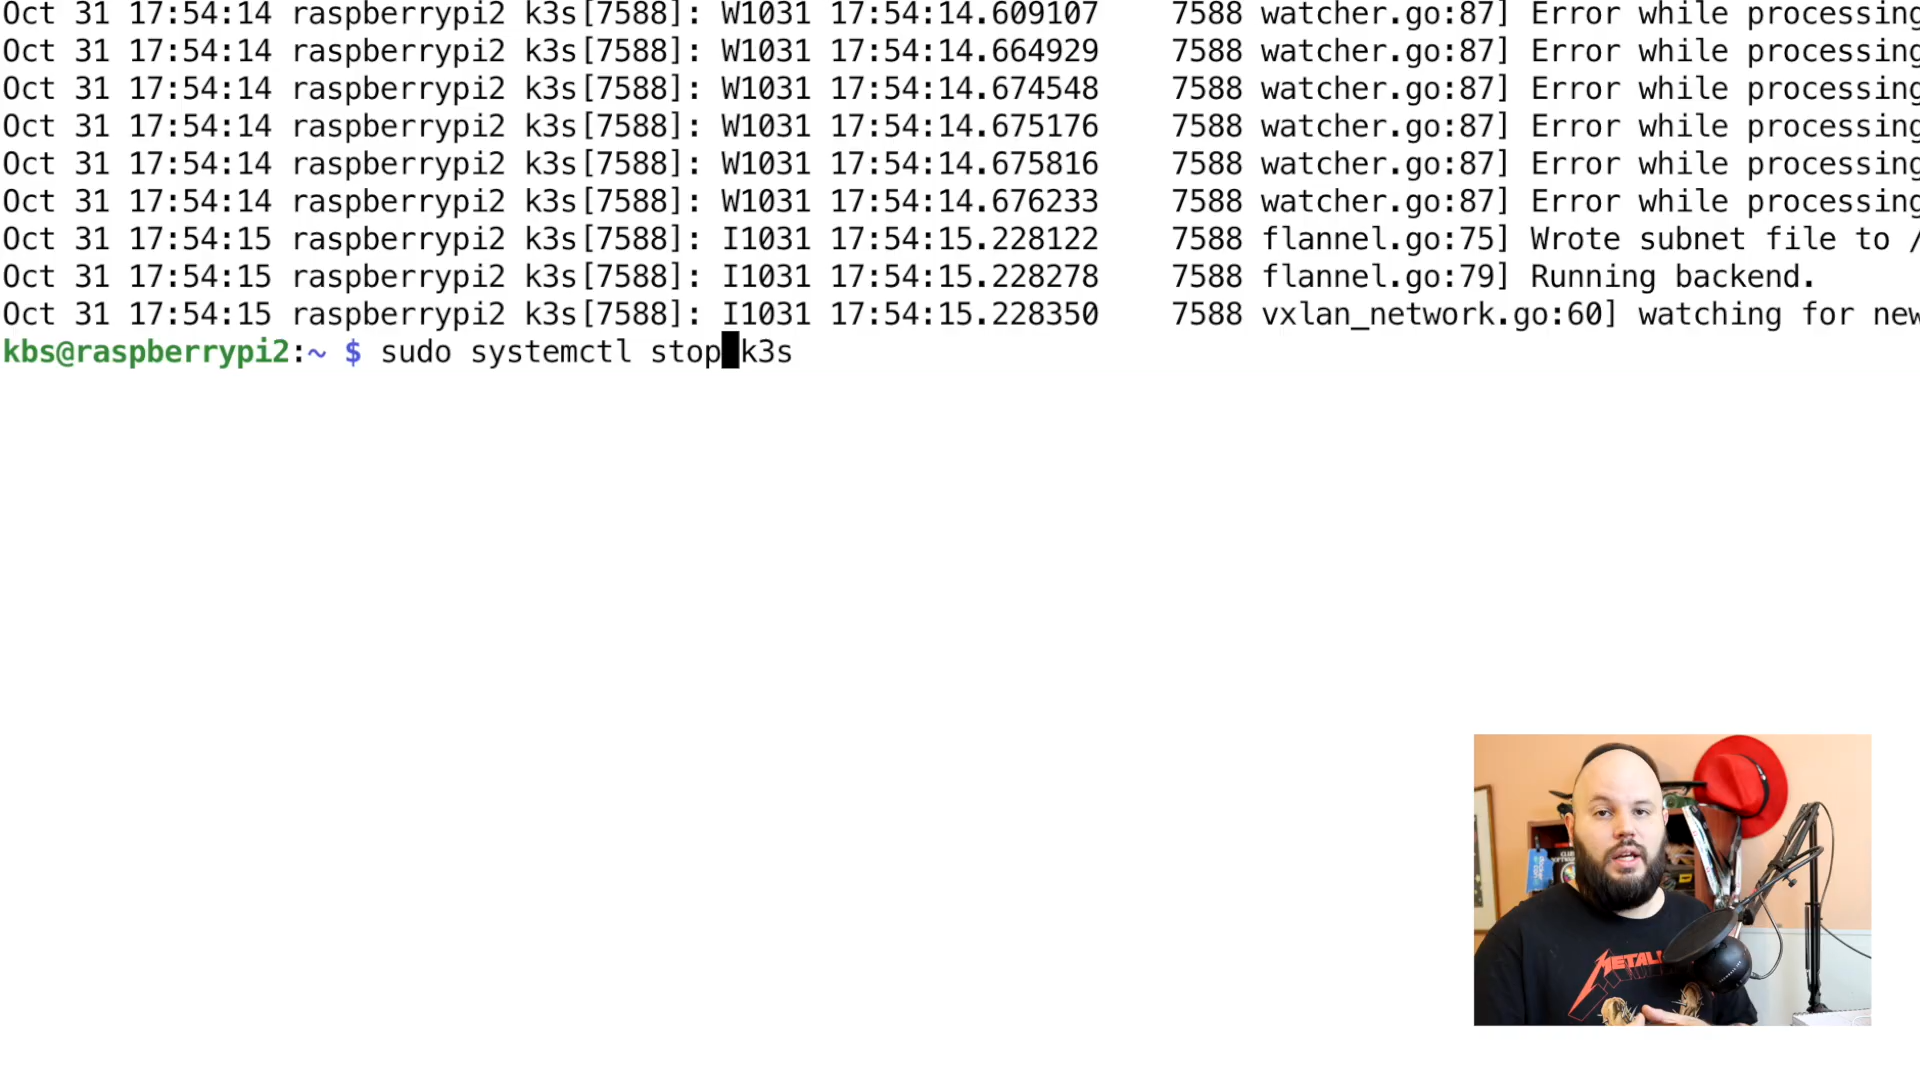 Oct 31 17:54:14 raspberrypi2 k3s[7588]: W1031 17:54:14.609107    7588 watcher.go:87] Error while processing
Oct 31 17:54:14 raspberrypi2 k3s[7588]: W1031 17:54:14.664929    7588 watcher.go:87] Error while processing
Oct 31 17:54:14 raspberrypi2 k3s[7588]: W1031 17:54:14.674548    7588 watcher.go:87] Error while processing
Oct 31 17:54:14 raspberrypi2 k3s[7588]: W1031 17:54:14.675176    7588 watcher.go:87] Error while processing
Oct 31 17:54:14 raspberrypi2 k3s[7588]: W1031 17:54:14.675816    7588 watcher.go:87] Error while processing
Oct 31 17:54:14 raspberrypi2 k3s[7588]: W1031 17:54:14.676233    7588 watcher.go:87] Error while processing
Oct 31 17:54:15 raspberrypi2 k3s[7588]: I1031 17:54:15.228122    7588 flannel.go:75] Wrote subnet file to /
Oct 31 17:54:15 raspberrypi2 k3s[7588]: I1031 17:54:15.228278    7588 flannel.go:79] Running backend.
Oct 31 17:54:15 raspberrypi2 k3s[7588]: I1031 17:54:15.228350    7588 vxlan_network.go:60] watching for new
kbs@raspberrypi2:~ $ sudo systemctl stop k3s
METALLI